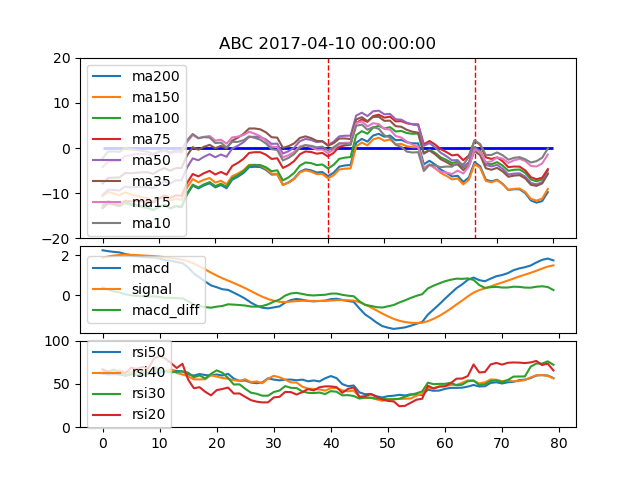 ABC 2017-04-10 00:00:00
20
10
0
−10
−20
ma200
ma150
ma100
ma75
ma50
ma35
ma15
ma10
2
0
macd
signal
macd_diff
100
50
0
rsi50
rsi40
rsi30
rsi20
0 10 20 30 40 50 60 70 80